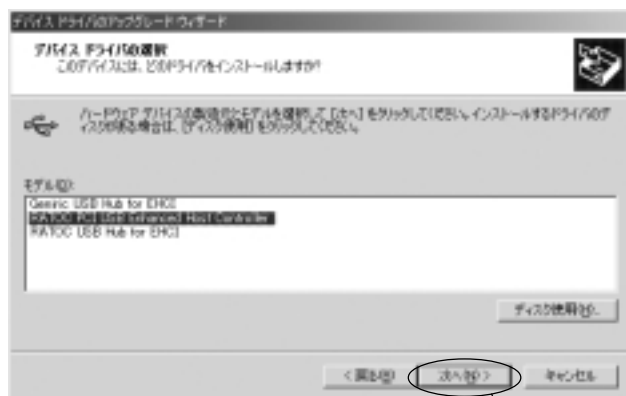 デバイス ドライバのアップグレード ウィザード
デバイス ドライバの選択
このデバイスには、どのドライバをインストールしますか?
ハードウェア デバイスの製造元とモデルを選択して [次へ] をクリックしてください。インストールするドライバのデ
ィスクがある場合は、[ディスク使用] をクリックしてください。
モデル(D):
Generic USB Hub for EHCI
RATOC PCI USB Enhanced Host Controller
RATOC USB Hub for EHCI
ディスク使用(H)...
< 戻る(B)
次へ(N) >
キャンセル